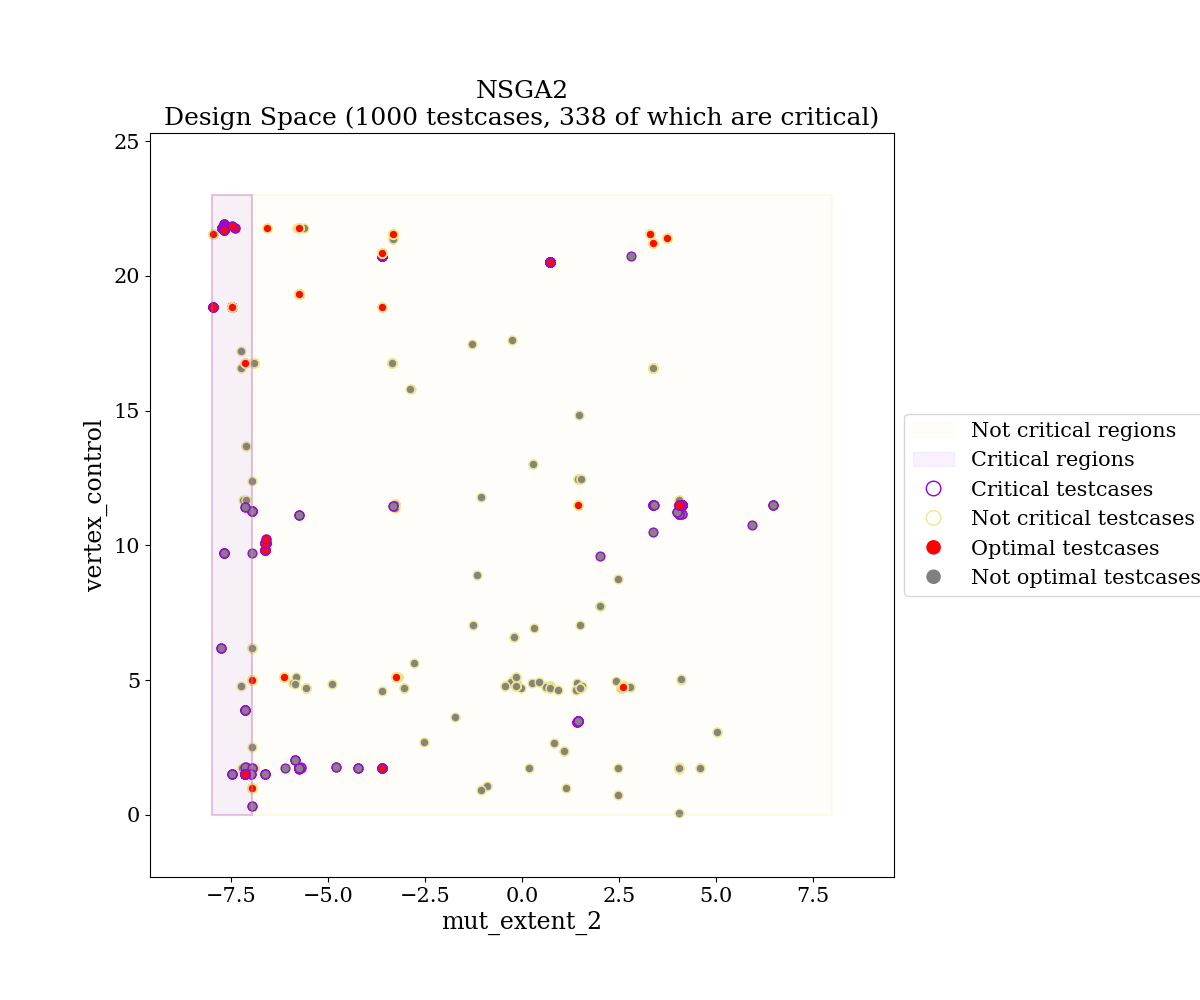 NSGA2
Design Space (1000 testcases, 338 of which are critical)
25
20
15
10
5
0
vertex_control
−7.5
−5.0
−2.5
0.0
2.5
5.0
7.5
mut_extent_2
Not critical regions
Critical regions
Critical testcases
Not critical testcases
Optimal testcases
Not optimal testcases